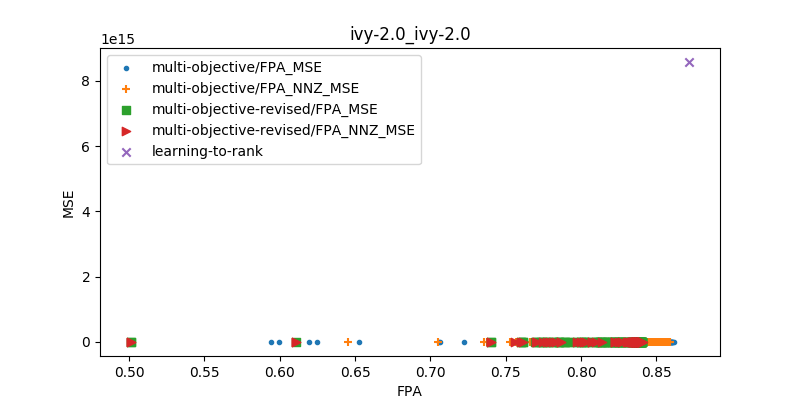 ivy-2.0_ivy-2.0
1e15
multi-objective/FPA_MSE
multi-objective/FPA_NNZ_MSE
multi-objective-revised/FPA_MSE
multi-objective-revised/FPA_NNZ_MSE
learning-to-rank
8
6
4
2
0
MSE
0.50 0.55 0.60 0.65 0.70 0.75 0.80 0.85
FPA